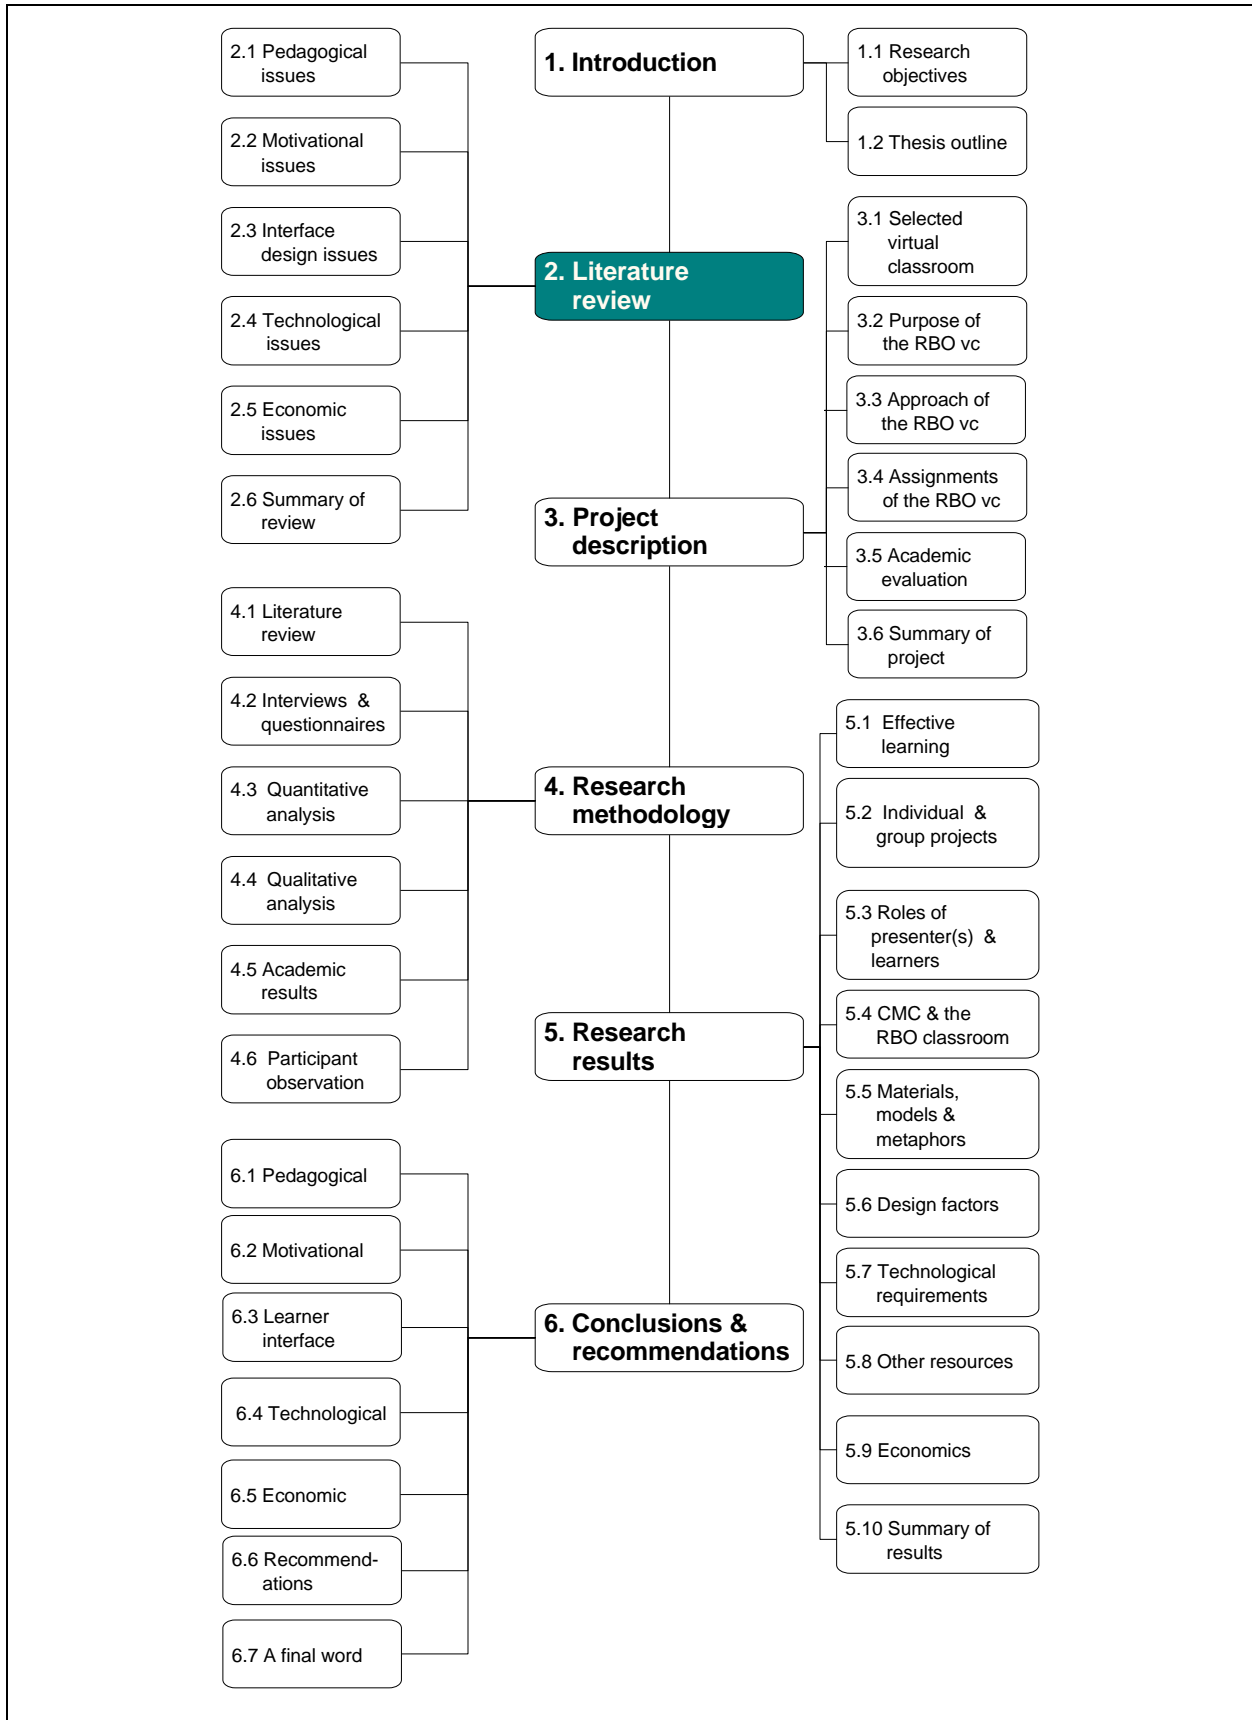 1. Introduction
1.1 Research
objectives
1.2 Thesis outline
2. Literature
review
2.1 Pedagogical
issues
2.2 Motivational
issues
2.3 Interface
design issues
2.4 Technological
issues
2.5 Economic
issues
2.6 Summary of
review
3. Project
description
3.1 Selected
virtual
classroom
3.2 Purpose of
the RBO vc
3.3 Approach of
the RBO vc
3.4 Assignments
of the RBO vc
3.5 Academic
evaluation
3.6 Summary of
project
4. Research
methodology
4.1 Literature
review
4.2 Interviews &
questionnaires
4.3 Quantitative
analysis
4.4 Qualitative
analysis
4.5 Academic
results
4.6 Participant
observation
5. Research
results
5.1 Effective
learning
5.2 Individual &
group projects
5.3 Roles of
presenter(s) &
learners
5.4 CMC & the
RBO classroom
5.5 Materials,
models &
metaphors
5.6 Design factors
5.7 Technological
requirements
5.8 Other resources
5.9 Economics
5.10 Summary of
results
6. Conclusions &
recommendations
6.1 Pedagogical
6.2 Motivational
6.3 Learner
interface
6.4 Technological
6.5 Economic
6.6 Recommend-
ations
6.7 A final word